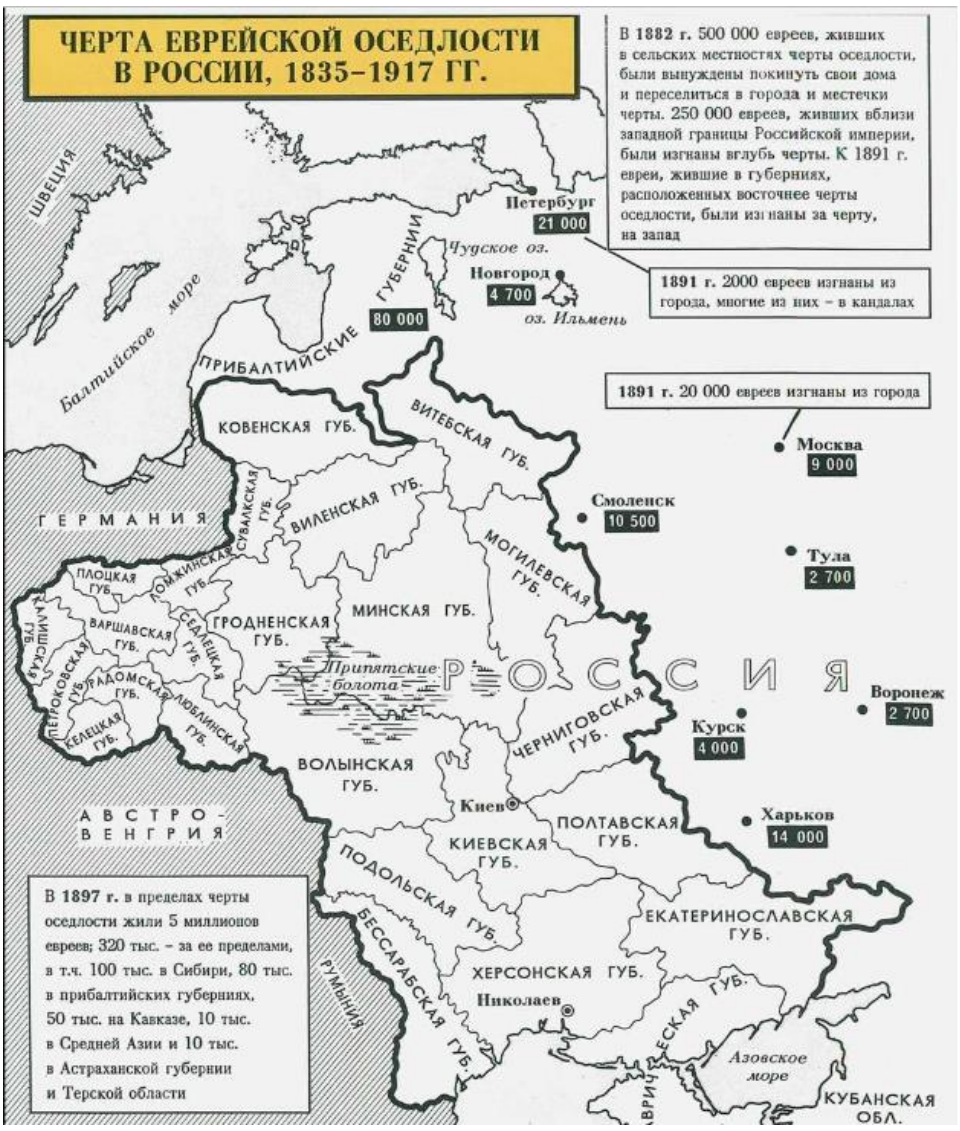 ЧЕРТА ЕВРЕЙСКОЙ ОСЕДЛОСТИ
В РОССИИ, 1835–1917 ГГ.
В 1882 г. 500 000 евреев, живших
в сельских местностях черты оседлости,
были вынуждены покинуть свои дома
и переселиться в города и местечки
черты. 250 000 евреев, живших вблизи
западной границы Российской империи,
были изгнаны вглубь черты. К 1891 г.
евреи, жившие в губерниях,
расположенных восточнее черты
оседлости, были изгнаны за черту,
на запад
ШВЕЦИЯ
Петербург
21 000
Чудское оз.
Новгород
4 700
оз. Ильмень
1891 г. 2000 евреев изгнаны из
города, многие из них – в кандалах
Балтийское море
ПРИБАЛТИЙСКИЕ ГУБЕРНИИ
80 000
1891 г. 20 000 евреев изгнаны из города
Москва
9 000
КОВЕНСКАЯ ГУБ.
ВИТЕБСКАЯ ГУБ.
Смоленск
10 500
ГЕРМАНИЯ
СУВАЛКСКАЯ
ГУБ.
ВИЛЕНСКАЯ ГУБ.
МОГИЛЕВСКАЯ
ГУБ.
Тула
2 700
ПЛОЦКАЯ
ГУБ.
ЛОМЖИНСКАЯ
ГУБ.
КАЛИШСКАЯ
ГУБ.
ВАРШАВСКАЯ
ГУБ.
СЕДЛЕЦКАЯ
ГУБ.
ГРОДНЕНСКАЯ
ГУБ.
МИНСКАЯ ГУБ.
ПЕТРОКОВСКАЯ
ГУБ.
РАДОМСКАЯ
ГУБ.
КЕЛЕЦКАЯ
ГУБ.
ЛЮБЛИНСКАЯ
ГУБ.
Припятские
болота
РОССИЯ
Воронеж
2 700
Курск
4 000
ЧЕРНИГОВСКАЯ
ГУБ.
ВОЛЫНСКАЯ
ГУБ.
Киев
АВСТРО-
ВЕНГРИЯ
КИЕВСКАЯ
ГУБ.
ПОЛТАВСКАЯ
ГУБ.
Харьков
14 000
ПОДОЛЬСКАЯ
ГУБ.
ЕКАТЕРИНОСЛАВСКАЯ
ГУБ.
В 1897 г. в пределах черты
оседлости жили 5 миллионов
евреев; 320 тыс. – за ее пределами,
в т.ч. 100 тыс. в Сибири, 80 тыс.
в прибалтийских губерниях,
50 тыс. на Кавказе, 10 тыс.
в Средней Азии и 10 тыс.
в Астраханской губернии
и Терской области
РУМЫНИЯ
БЕССАРАБСКАЯ ГУБ.
ХЕРСОНСКАЯ ГУБ.
Николаев
ВРИЧ
ЕСКАЯ ГУБ.
Азовское
море
КУБАНСКАЯ
ОБЛ.